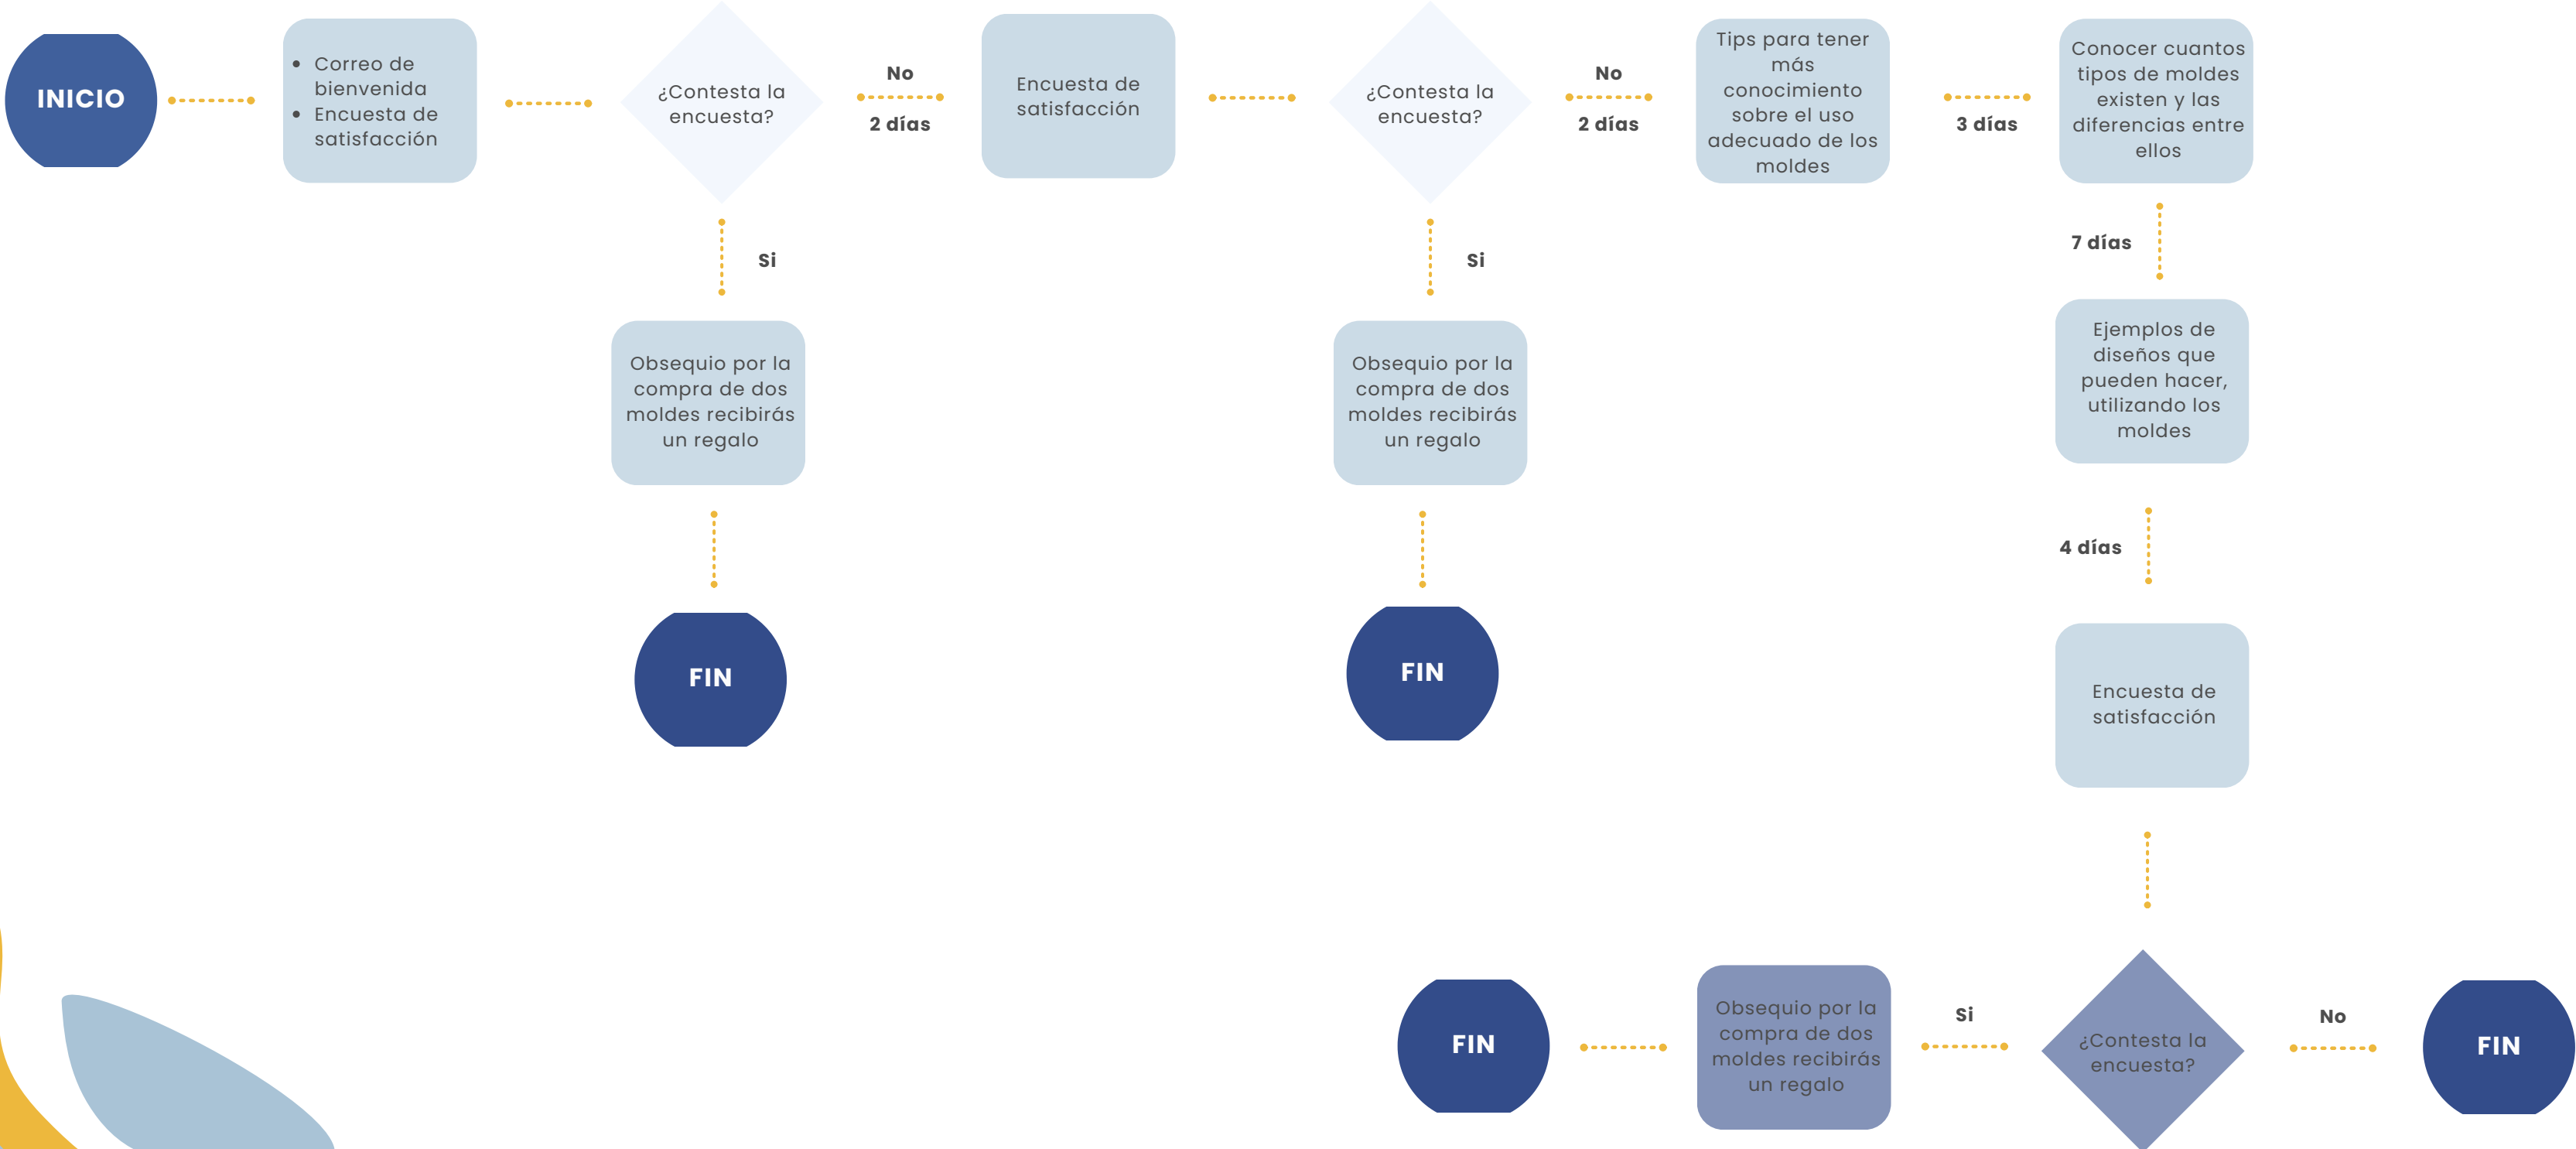 INICIO
• Correo de
bienvenida
• Encuesta de
satisfacción
¿Contesta la
encuesta?
No
2 días
Encuesta de
satisfacción
¿Contesta la
encuesta?
No
2 días
Tips para tener
más
conocimiento
sobre el uso
adecuado de los
moldes
3 días
Conocer cuantos
tipos de moldes
existen y las
diferencias entre
ellos
Si
Obsequio por la
compra de dos
moldes recibirás
un regalo
FIN
Si
Obsequio por la
compra de dos
moldes recibirás
un regalo
FIN
7 días
Ejemplos de
diseños que
pueden hacer,
utilizando los
moldes
4 días
Encuesta de
satisfacción
¿Contesta la
encuesta?
Si
Obsequio por la
compra de dos
moldes recibirás
un regalo
FIN
No
FIN